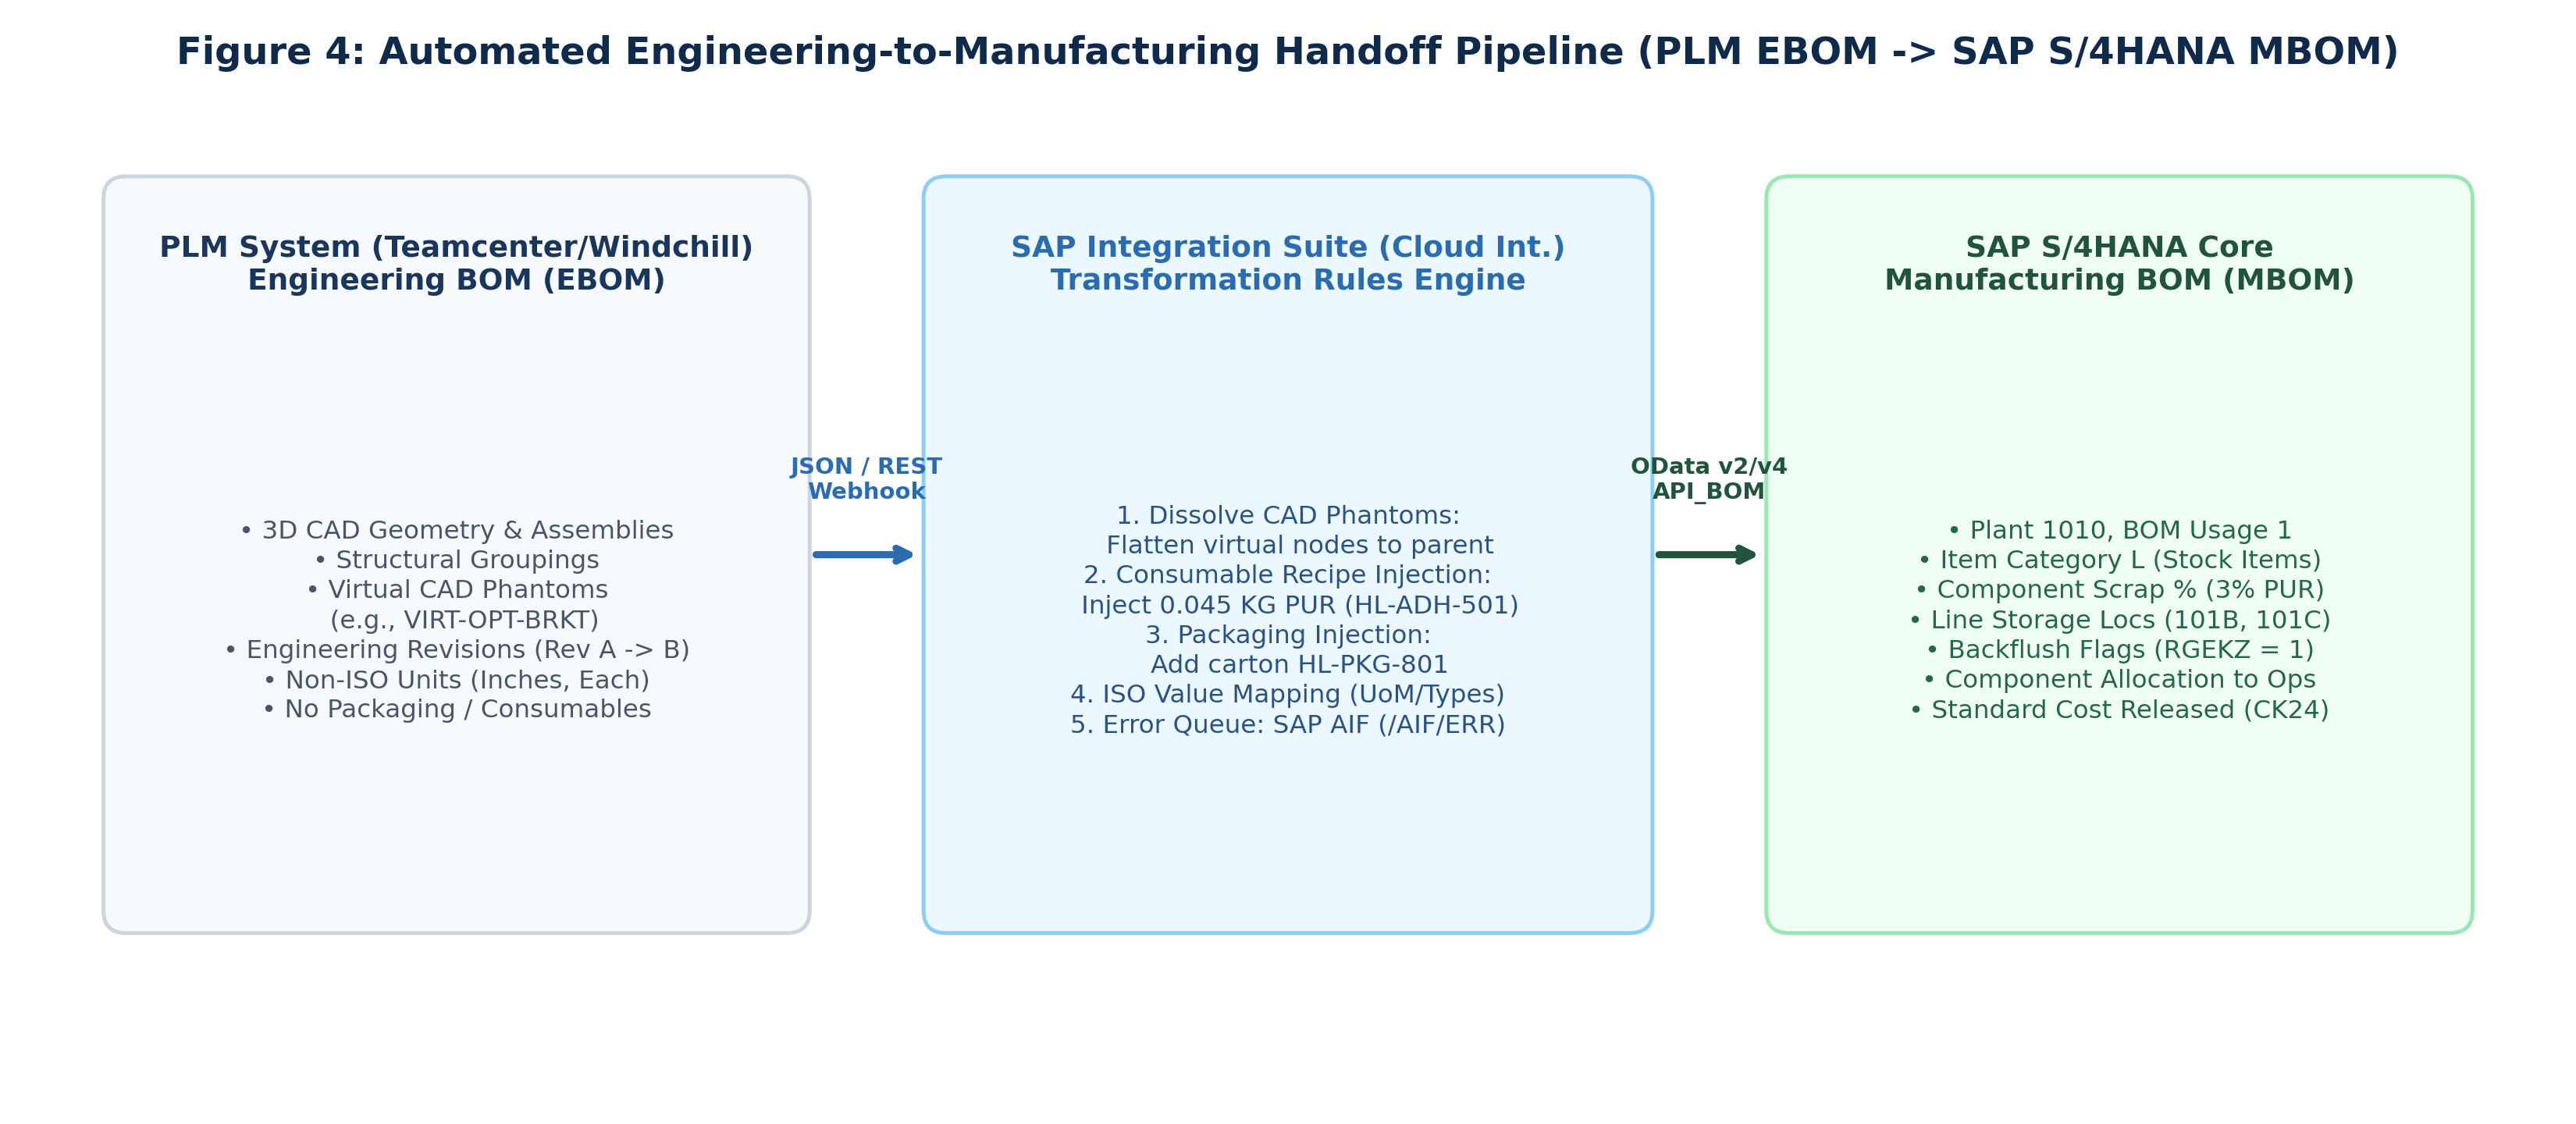 Figure 4: Automated Engineering-to-Manufacturing Handoff Pipeline (PLM EBOM -> SAP S/4HANA MBOM)
PLM System (Teamcenter/Windchill)
Engineering BOM (EBOM)
• 3D CAD Geometry & Assemblies
• Structural Groupings
• Virtual CAD Phantoms
(e.g., VIRT-OPT-BRKT)
• Engineering Revisions (Rev A -> B)
• Non-ISO Units (Inches, Each)
• No Packaging / Consumables
JSON / REST
Webhook
SAP Integration Suite (Cloud Int.)
Transformation Rules Engine
1. Dissolve CAD Phantoms:
Flatten virtual nodes to parent
2. Consumable Recipe Injection:
Inject 0.045 KG PUR (HL-ADH-501)
3. Packaging Injection:
Add carton HL-PKG-801
4. ISO Value Mapping (UoM/Types)
5. Error Queue: SAP AIF (/AIF/ERR)
OData v2/v4
API_BOM
SAP S/4HANA Core
Manufacturing BOM (MBOM)
• Plant 1010, BOM Usage 1
• Item Category L (Stock Items)
• Component Scrap % (3% PUR)
• Line Storage Locs (101B, 101C)
• Backflush Flags (RGEKZ = 1)
• Component Allocation to Ops
• Standard Cost Released (CK24)